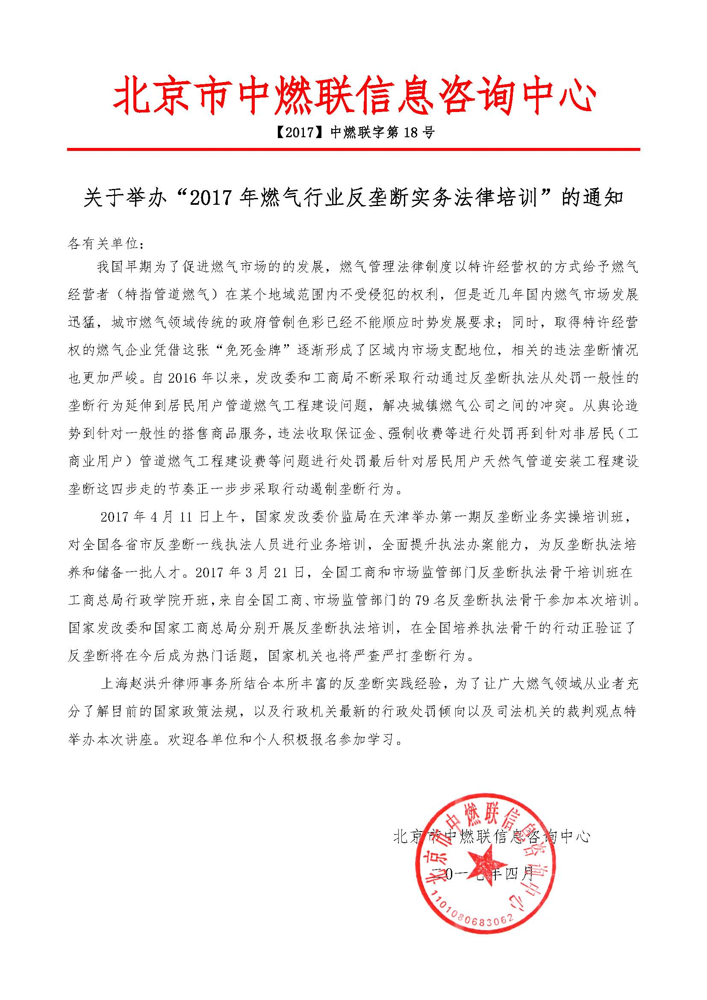 北京市中燃联信息咨询中心
【2017】中燃联字第 18 号
关于举办“2017 年燃气行业反垄断实务法律培训”的通知
各有关单位：
我国早期为了促进燃气市场的的发展，燃气管理法律制度以特许经营权的方式给予燃气
经营者（特指管道燃气）在某个地域范围内不受侵犯的权利，但是近几年国内燃气市场发展
迅猛，城市燃气领域传统的政府管制色彩已经不能顺应时势发展要求；同时，取得特许经营
权的燃气企业凭借这张“免死金牌”逐渐形成了区域内市场支配地位，相关的违法垄断情况
也更加严峻。自 2016 年以来，发改委和工商局不断采取行动通过反垄断执法从处罚一般性的
垄断行为延伸到居民用户管道燃气工程建设问题，解决城镇燃气公司之间的冲突。从舆论造
势到针对一般性的搭售商品服务，违法收取保证金、强制收费等进行处罚再到针对非居民（工
商业用户）管道燃气工程建设费等问题进行处罚最后针对居民用户天然气管道安装工程建设
垄断这四步走的节奏正一步步采取行动遏制垄断行为。
2017 年 4 月 11 日上午，国家发改委价监局在天津举办第一期反垄断业务实操培训班，
对全国各省市反垄断一线执法人员进行业务培训，全面提升执法办案能力，为反垄断执法培
养和储备一批人才。2017 年 3 月 21 日，全国工商和市场监管部门反垄断执法骨干培训班在
工商总局行政学院开班，来自全国工商、市场监管部门的 79 名反垄断执法骨干参加本次培训。
国家发改委和国家工商总局分别开展反垄断执法培训，在全国培养执法骨干的行动正验证了
反垄断将在今后成为热门话题，国家机关也将严查严打垄断行为。
上海赵洪升律师事务所结合本所丰富的反垄断实践经验，为了让广大燃气领域从业者充
分了解目前的国家政策法规，以及行政机关最新的行政处罚倾向以及司法机关的裁判观点特
举办本次讲座。欢迎各单位和个人积极报名参加学习。
北京市中燃联信息咨询中心
二0一七年四月
北京市中燃联信息咨询中心
1101080683062